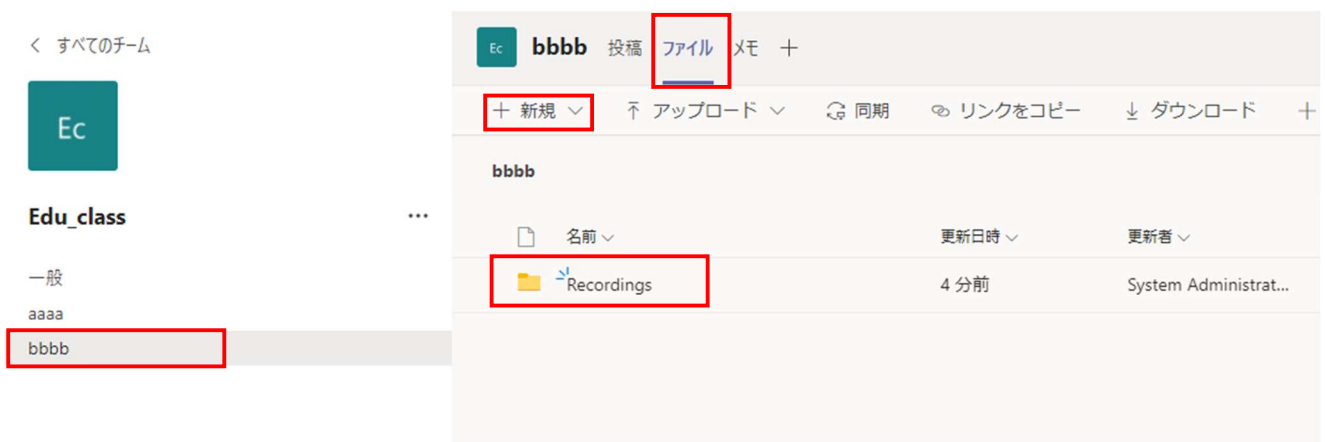 すべてのチーム
Ec
Edu_class
...
一般
aaaa
bbbb
Ec bbbb 投稿 ファイル メモ +
+ 新規 アップロード 同期 リンクをコピー ダウンロード +
bbbb
名前 更新日時 更新者
Recordings 4 分前 System Administrat...